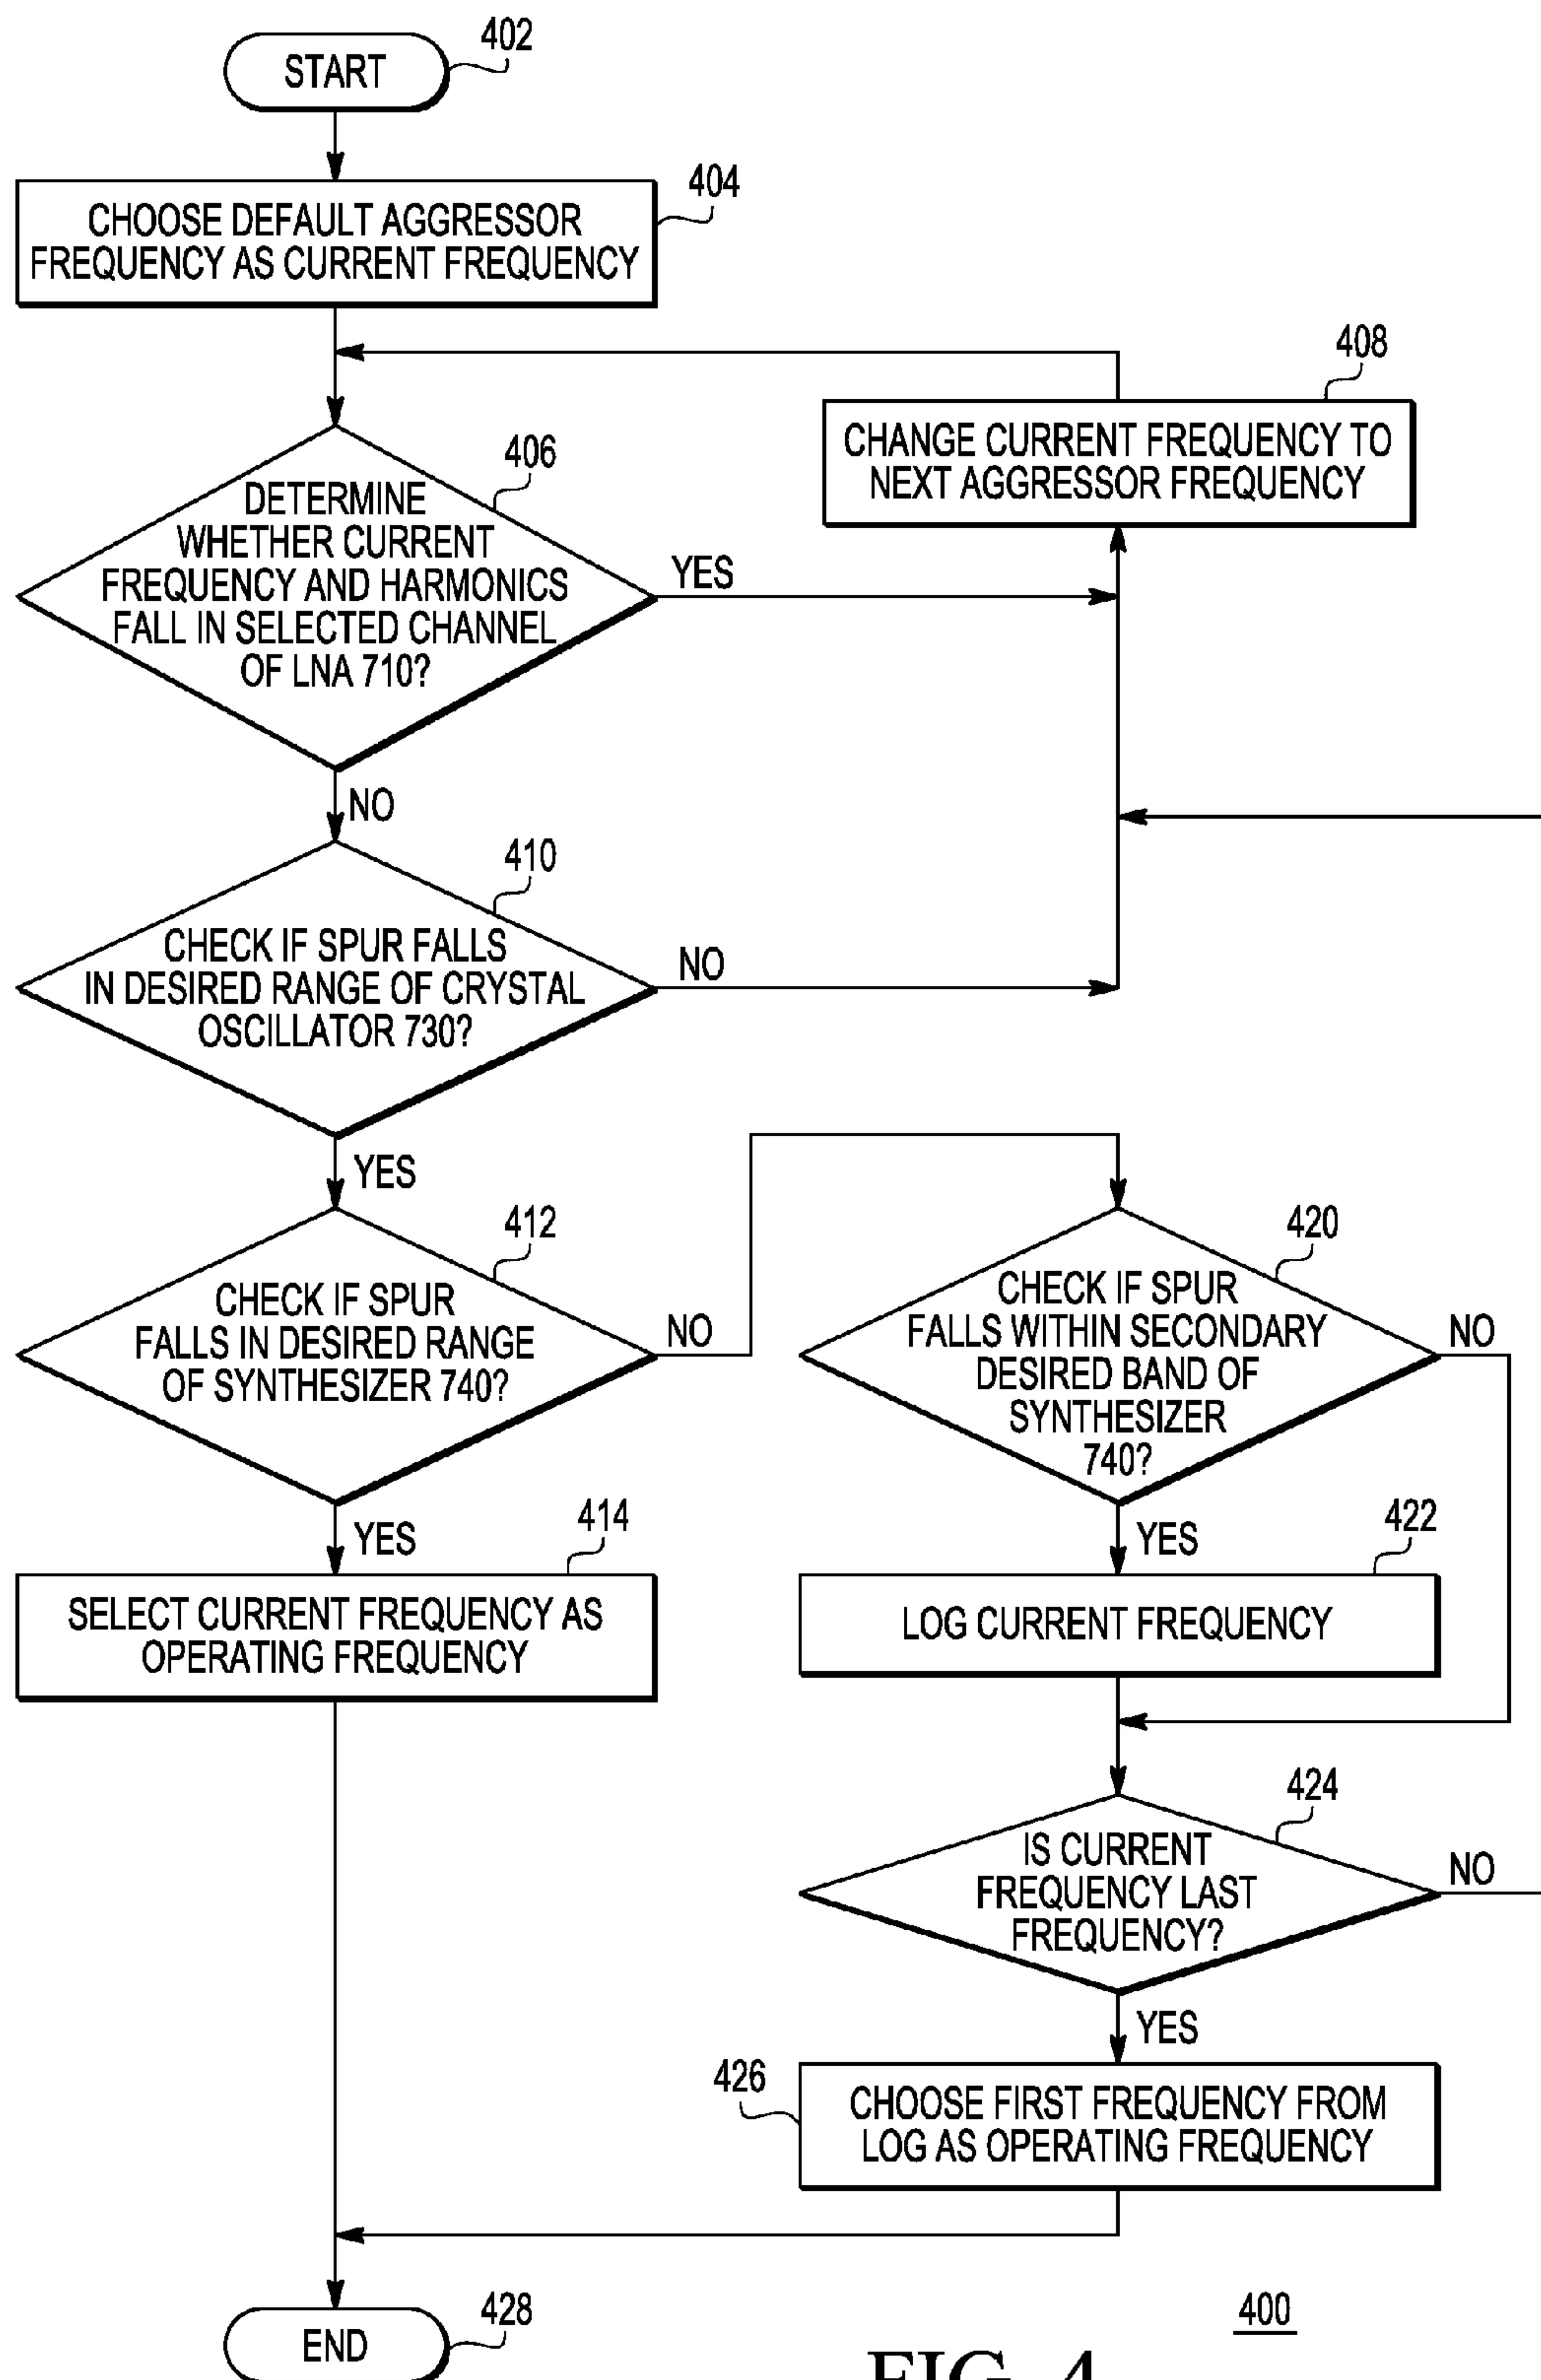 402
START
404
CHOOSE DEFAULT AGGRESSOR
FREQUENCY AS CURRENT FREQUENCY
408
CHANGE CURRENT FREQUENCY TO
NEXT AGGRESSOR FREQUENCY
406
DETERMINE
WHETHER CURRENT
FREQUENCY AND HARMONICS
FALL IN SELECTED CHANNEL
OF LNA 710?
YES
NO
410
CHECK IF SPUR FALLS
IN DESIRED RANGE OF CRYSTAL
OSCILLATOR 730?
NO
YES
412
CHECK IF SPUR
FALLS IN DESIRED RANGE
OF SYNTHESIZER 740?
NO
YES
420
CHECK IF SPUR
FALLS WITHIN SECONDARY
DESIRED BAND OF
SYNTHESIZER
740?
NO
YES
414
SELECT CURRENT FREQUENCY AS
OPERATING FREQUENCY
422
LOG CURRENT FREQUENCY
424
IS CURRENT
FREQUENCY LAST
FREQUENCY?
NO
YES
426
CHOOSE FIRST FREQUENCY FROM
LOG AS OPERATING FREQUENCY
428
END
400
FIG. 4